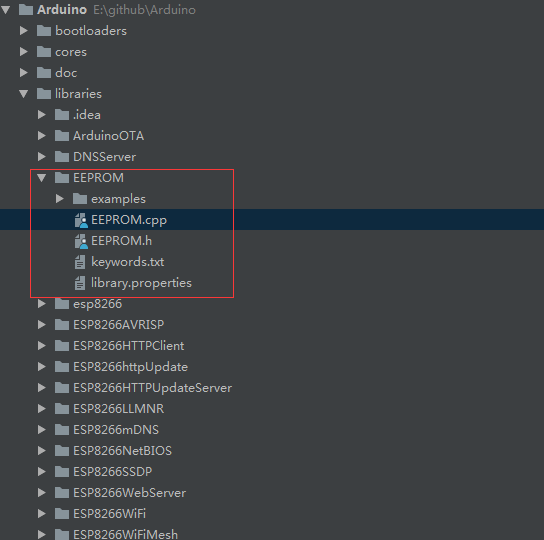 Arduino E:\github\Arduino
bootloaders
cores
doc
libraries
.idea
ArduinoOTA
DNSServer
EEPROM
examples
EEPROM.cpp
EEPROM.h
keywords.txt
library.properties
esp8266
ESP8266AVRISP
ESP8266HTTPClient
ESP8266httpUpdate
ESP8266HTTPUpdateServer
ESP8266LLMNR
ESP8266mDNS
ESP8266NetBIOS
ESP8266SSDP
ESP8266WebServer
ESP8266WiFi
ESP8266WiFiMesh